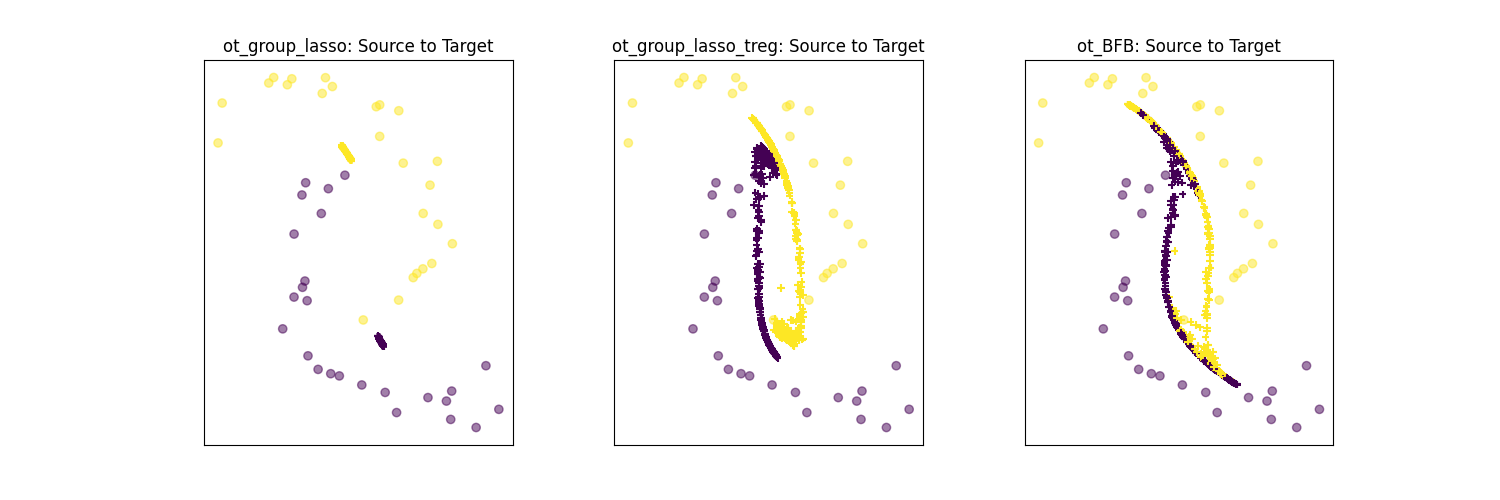 ot_group_lasso: Source to Target
ot_group_lasso_treg: Source to Target
ot_BFB: Source to Target